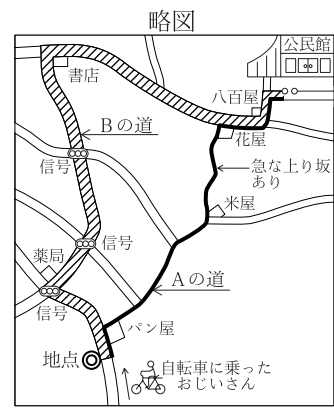 略図
公民館
書店
八百屋
Bの道
花屋
信号
急な上り坂
あり
米屋
薬局
信号
Aの道
信号
パン屋
地点
自転車に乗った
おじいさん